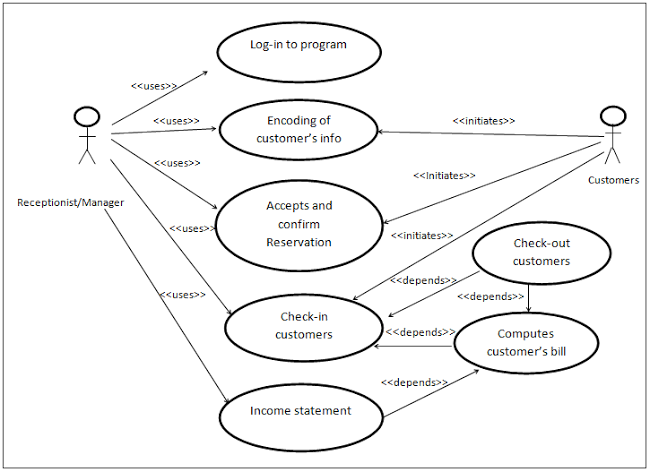 Log-in to program
<<uses>>
<<uses>>
Encoding of
customer's info
<<initiates>>
<<uses>>
<<Initiates>>
Customers
Receptionist/Manager
Accepts and
confirm
Reservation
<<uses>>
<<initiates>>
Check-out
customers
<<depends>>
<<uses>>
<<depends>>
Check-in
customers
<<depends>>
Computes
customer's bill
<<depends>>
Income statement